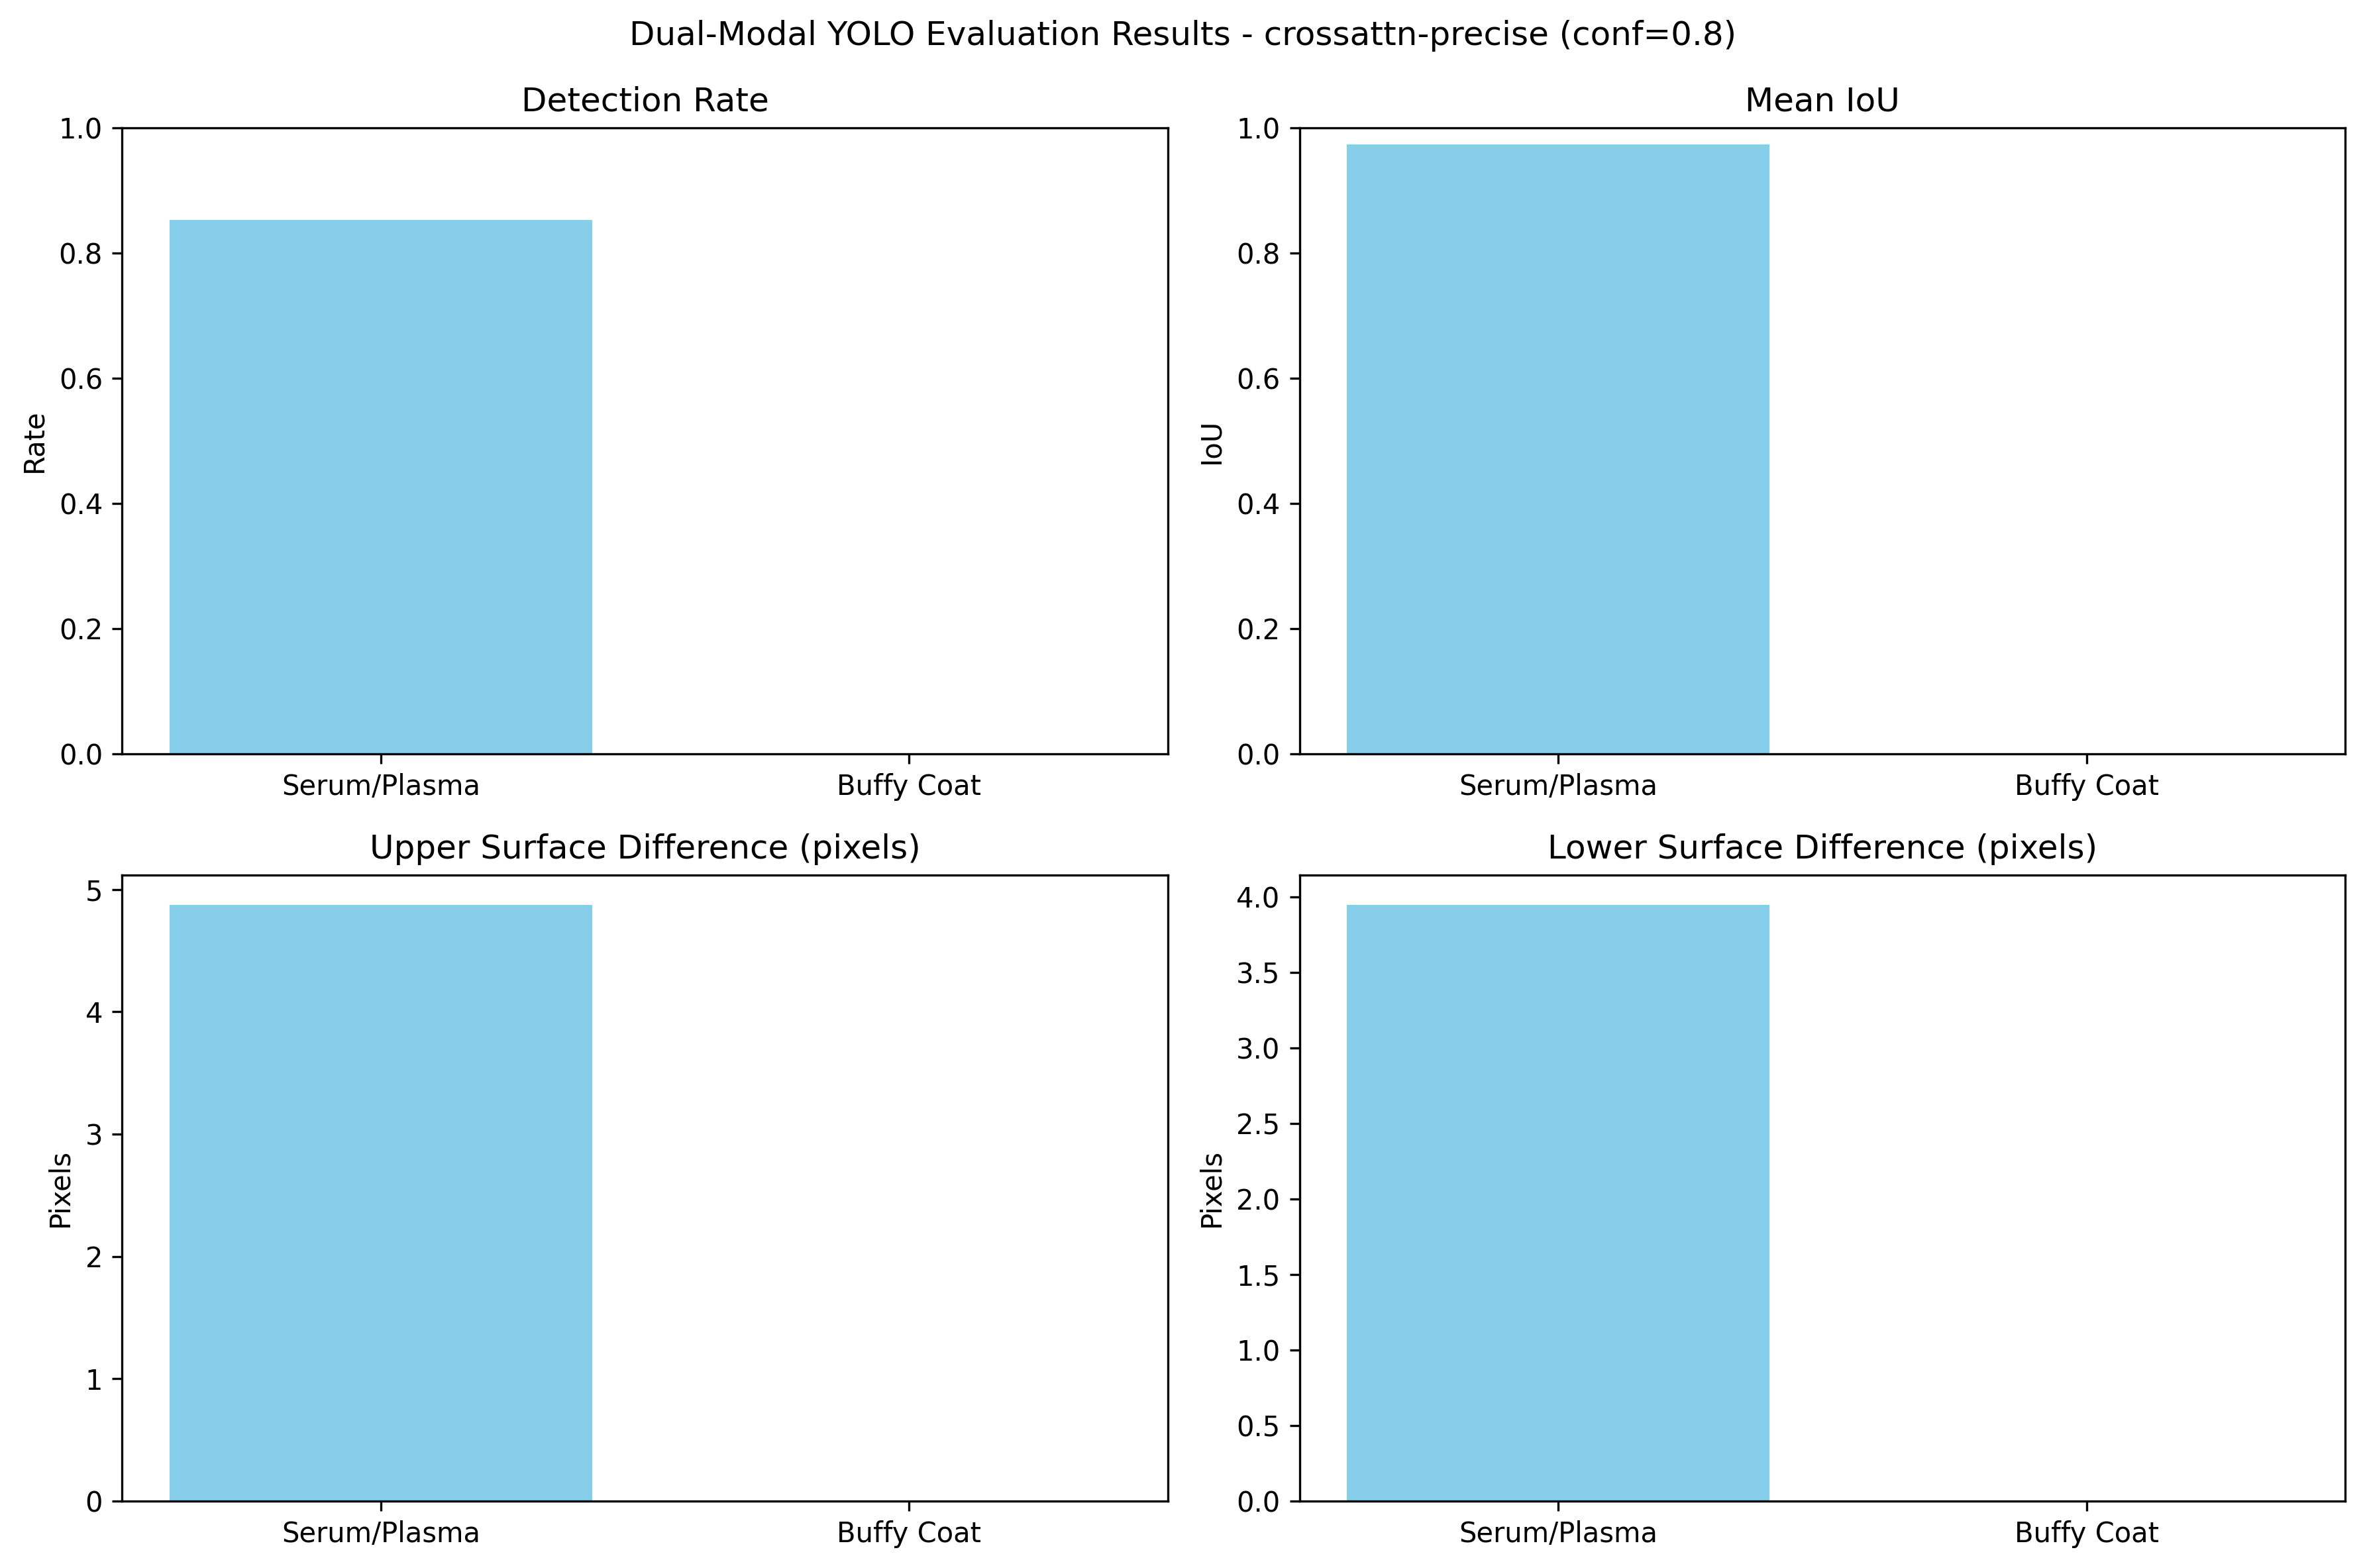 Dual-Modal YOLO Evaluation Results - crossattn-precise (conf=0.8)
Detection Rate
1.0
0.8
0.6
0.4
0.2
0.0
Rate
Serum/Plasma
Buffy Coat
Mean IoU
1.0
0.8
0.6
0.4
0.2
0.0
IoU
Serum/Plasma
Buffy Coat
Upper Surface Difference (pixels)
5
4
3
2
1
0
Pixels
Serum/Plasma
Buffy Coat
Lower Surface Difference (pixels)
4.0
3.5
3.0
2.5
2.0
1.5
1.0
0.5
0.0
Pixels
Serum/Plasma
Buffy Coat